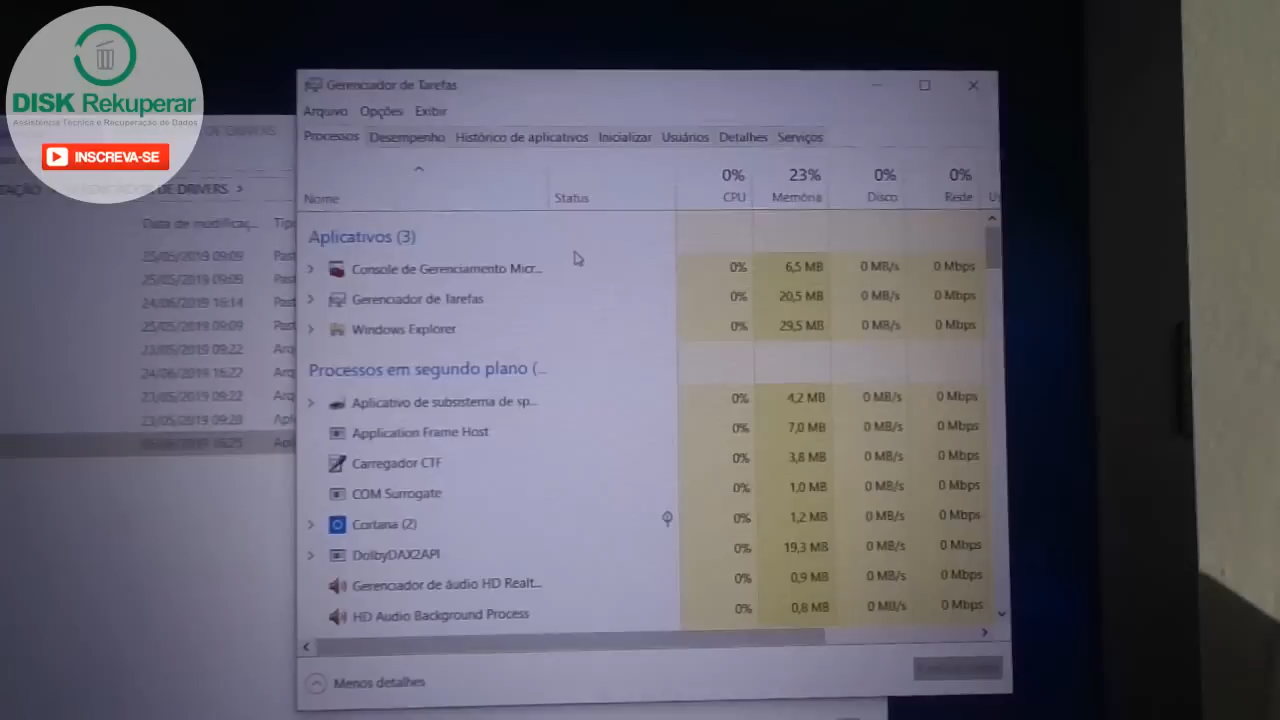 DISK Rekuperar
Assistência Técnica e Recuperação de Dados
INSCREVA-SE
DE DRIVERS
Data de modificaç...
25/05/2019 09:09
25/05/2019 09:09
24/06/2019 16:14
25/05/2019 09:09
23/05/2019 09:22
24/06/2019 16:22
23/05/2019 09:22
23/05/2019 09:28
Gerenciador de Tarefas
Arquivo Opções Exibir
Processos Desempenho Histórico de aplicativos Inicializar Usuários Detalhes Serviços
0% 23% 0% 0%
Nome Status CPU Memória Disco Rede
Aplicativos (3)
Console de Gerenciamento Micr... 0% 6,5 MB 0 MB/s 0 Mbps
Gerenciador de Tarefas 0% 20,5 MB 0 MB/s 0 Mbps
Windows Explorer 0% 29,5 MB 0 MB/s 0 Mbps
Processos em segundo plano (...
Aplicativo de subsistema de sp... 0% 4,2 MB 0 MB/s 0 Mbps
Application Frame Host 0% 7,0 MB 0 MB/s 0 Mbps
Carregador CTF 0% 3,8 MB 0 MB/s 0 Mbps
COM Surrogate 0% 1,0 MB 0 MB/s 0 Mbps
Cortana (2) 0% 1,2 MB 0 MB/s 0 Mbps
DolbyDAX2API 0% 19,3 MB 0 MB/s 0 Mbps
Gerenciador de áudio HD Realt... 0% 0,9 MB 0 MB/s 0 Mbps
HD Audio Background Process 0% 0,8 MB 0 MB/s 0 Mbps
Menos detalhes